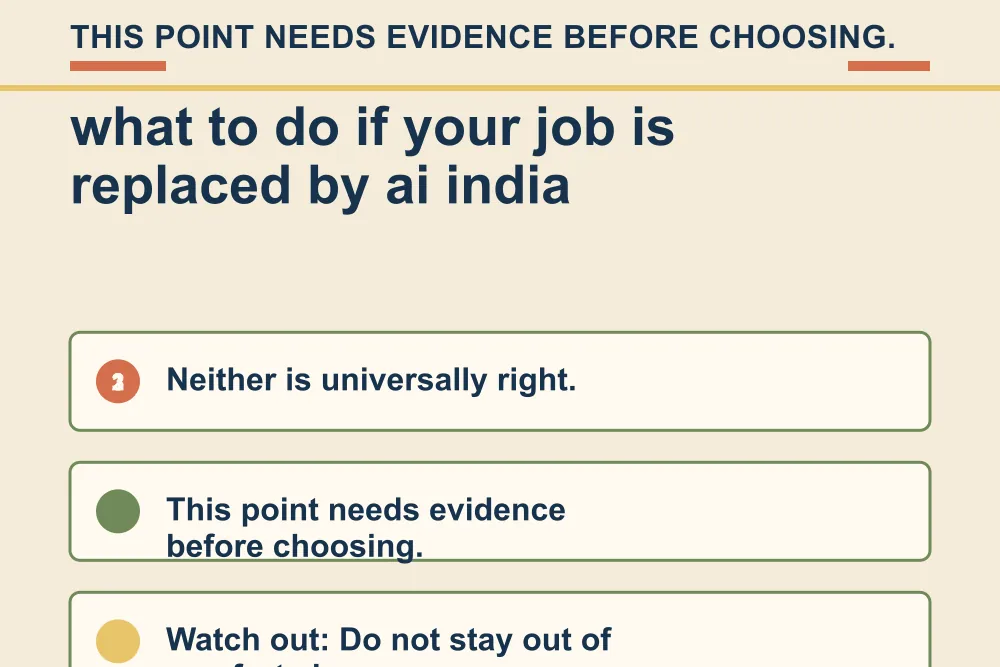 THIS POINT NEEDS EVIDENCE BEFORE CHOOSING.
what to do if your job is
replaced by ai india
Neither is universally right.
This point needs evidence
before choosing.
Watch out: Do not stay out of